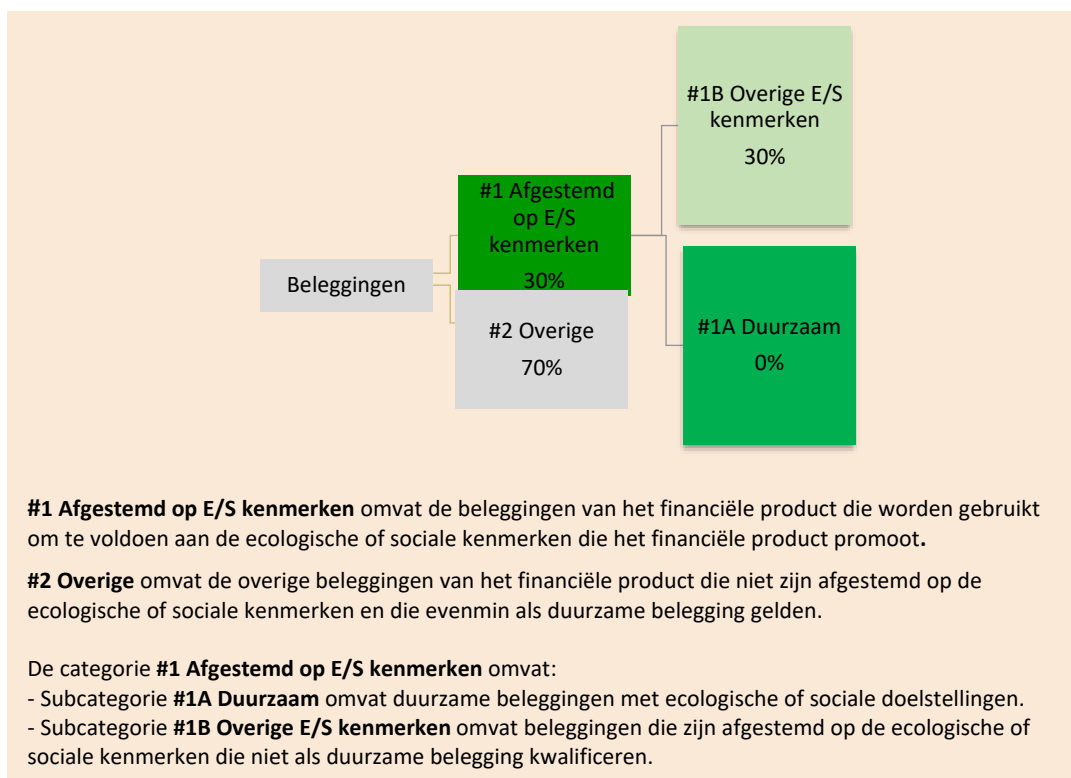 #1B Overige E/S
kenmerken
30%
#1 Afgestemd
op E/S
kenmerken
30%
Beleggingen
#2 Overige
70%
#1A Duurzaam
0%
#1 Afgestemd op E/S kenmerken omvat de beleggingen van het financiële product die worden gebruikt
om te voldoen aan de ecologische of sociale kenmerken die het financiële product promoot.
#2 Overige omvat de overige beleggingen van het financiële product die niet zijn afgestemd op de
ecologische of sociale kenmerken en die evenmin als duurzame belegging gelden.
De categorie #1 Afgestemd op E/S kenmerken omvat:
- Subcategorie #1A Duurzaam omvat duurzame beleggingen met ecologische of sociale doelstellingen.
- Subcategorie #1B Overige E/S kenmerken omvat beleggingen die zijn afgestemd op de ecologische of
sociale kenmerken die niet als duurzame belegging kwalificeren.